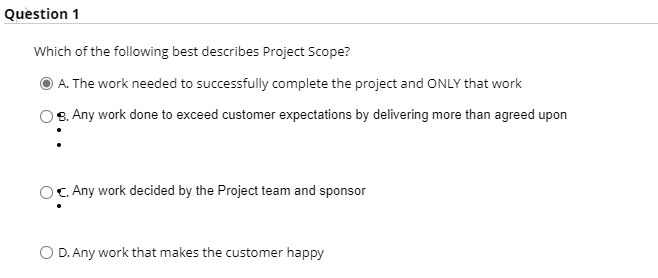 Question 1
Which of the following best describes Project Scope?
A. The work needed to successfully complete the project and ONLY that work
B. Any work done to exceed customer expectations by delivering more than agreed upon
C. Any work decided by the Project team and sponsor
D. Any work that makes the customer happy